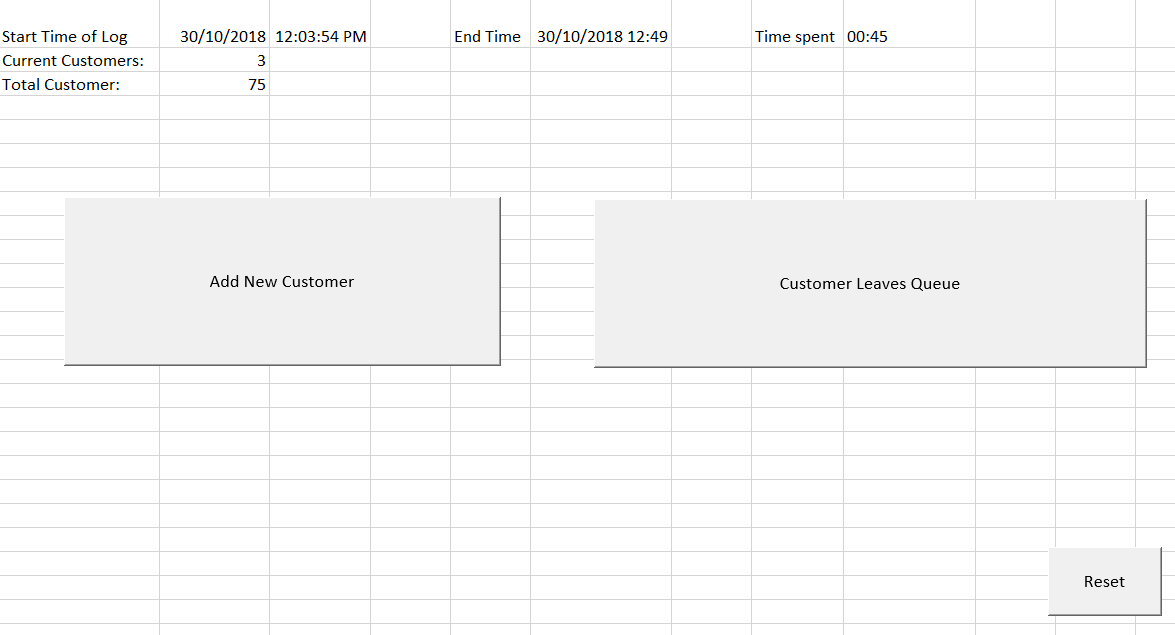 Start Time of Log 30/10/2018 12:03:54 PM End Time 30/10/2018 12:49 Time spent 00:45
Current Customers: 3
Total Customer: 75
Add New Customer
Customer Leaves Queue
Reset